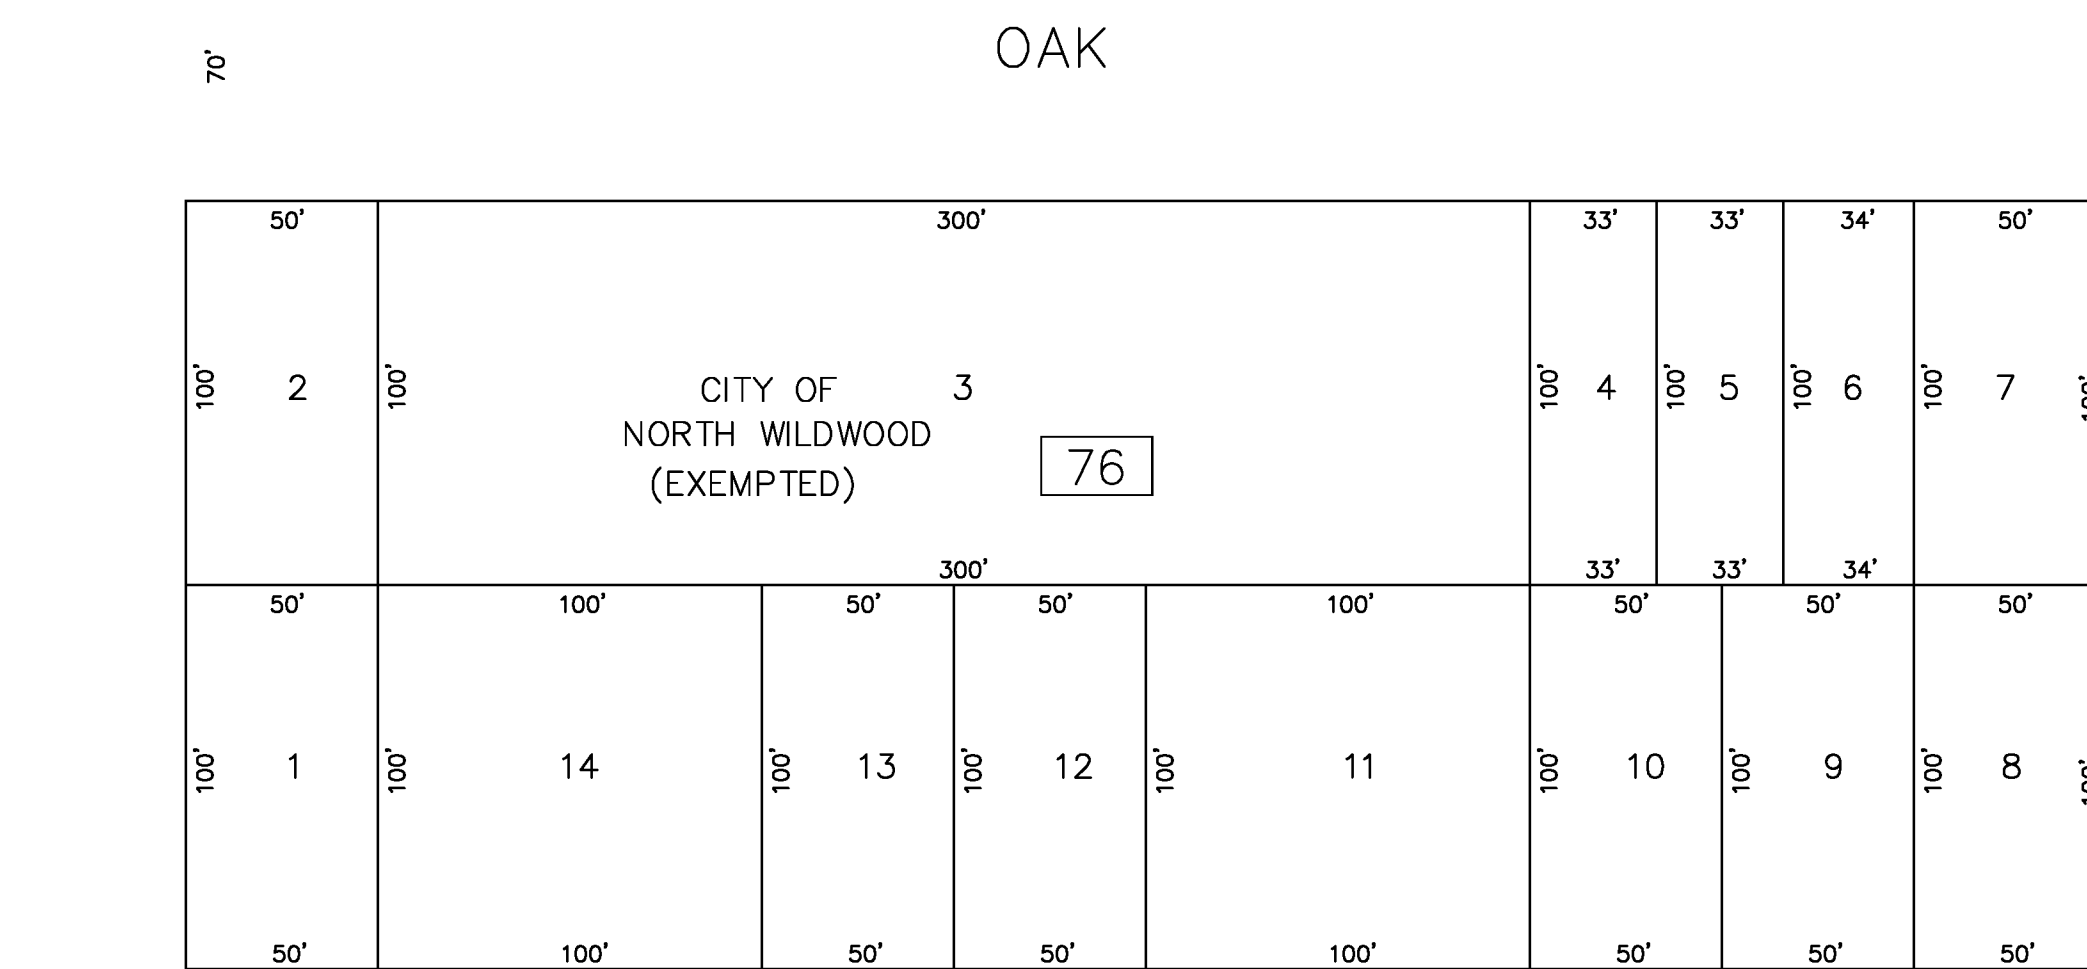 OAK
70'
50' 300' 33' 33' 34' 50'
100' 2 100' CITY OF 3 100' 4 100' 5 100' 6 100' 7 100'
NORTH WILDWOOD
76
(EXEMPTED)
300' 33' 33' 34'
50' 100' 50' 50' 100' 50' 50' 50'
100' 1 100' 14 100' 13 100' 12 100' 11 100' 10 100' 9 100' 8 100'
50' 100' 50' 50' 100' 50' 50' 50'